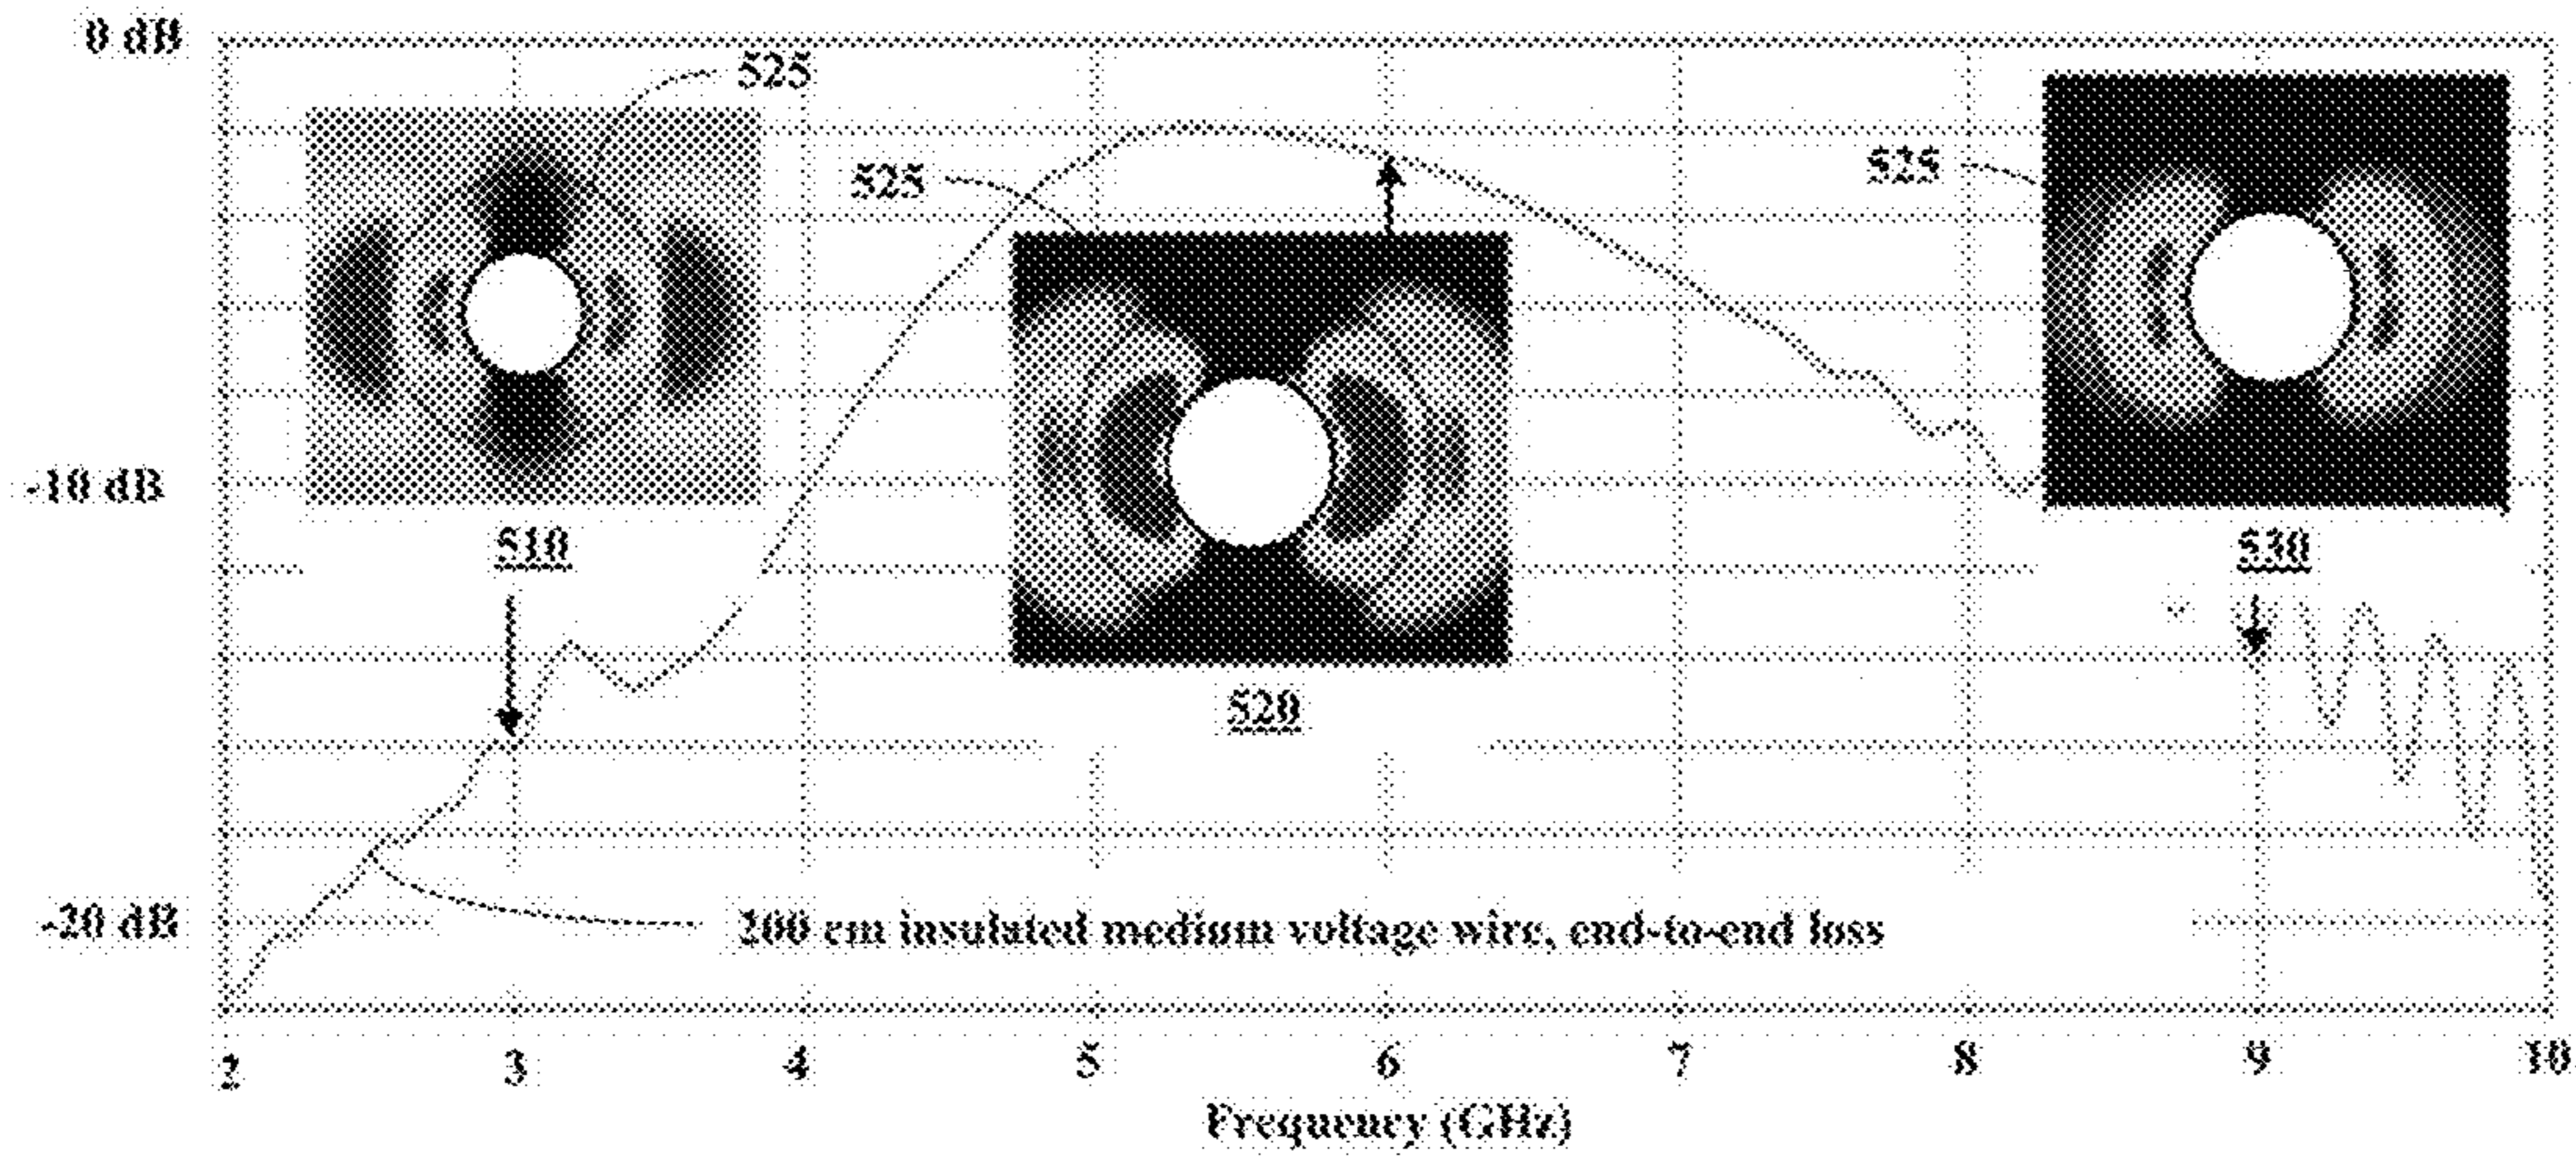 0 dB
525
525
525
-10 dB
510
530
520
-20 dB
200 cm insulated medium voltage wire, end-to-end loss
2 3 4 5 6 7 8 9 10
Frequency (GHz)